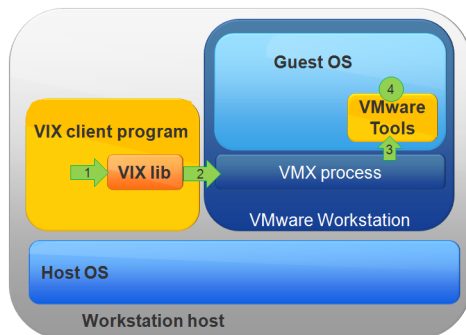 Guest OS
4
VMware
Tools
3
VIX client program
1
VIX lib
2
VMX process
VMware Workstation
Host OS
Workstation host